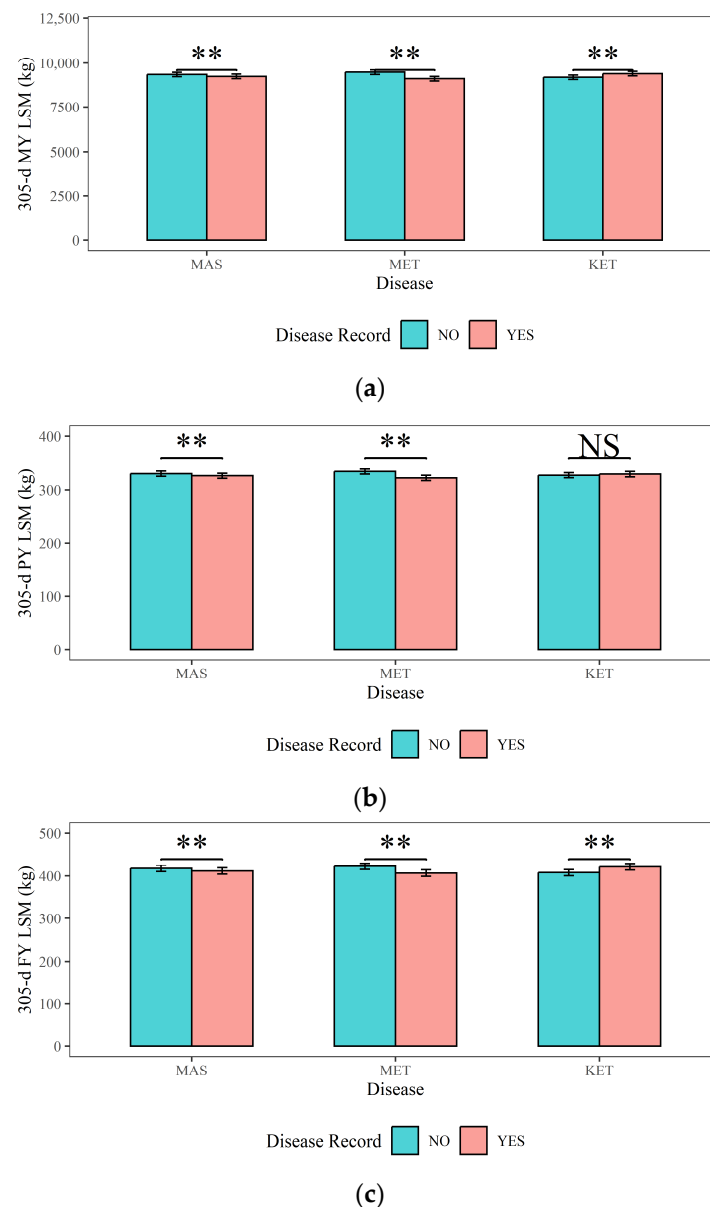 12,500
10,000
7500
5000
2500
0
305-d MY LSM (kg)
** ** **
MAS MET KET
Disease
Disease Record NO YES
(a)
400
300
200
100
0
305-d PY LSM (kg)
** ** NS
MAS MET KET
Disease
Disease Record NO YES
(b)
500
400
300
200
100
0
305-d FY LSM (kg)
** ** **
MAS MET KET
Disease
Disease Record NO YES
(c)